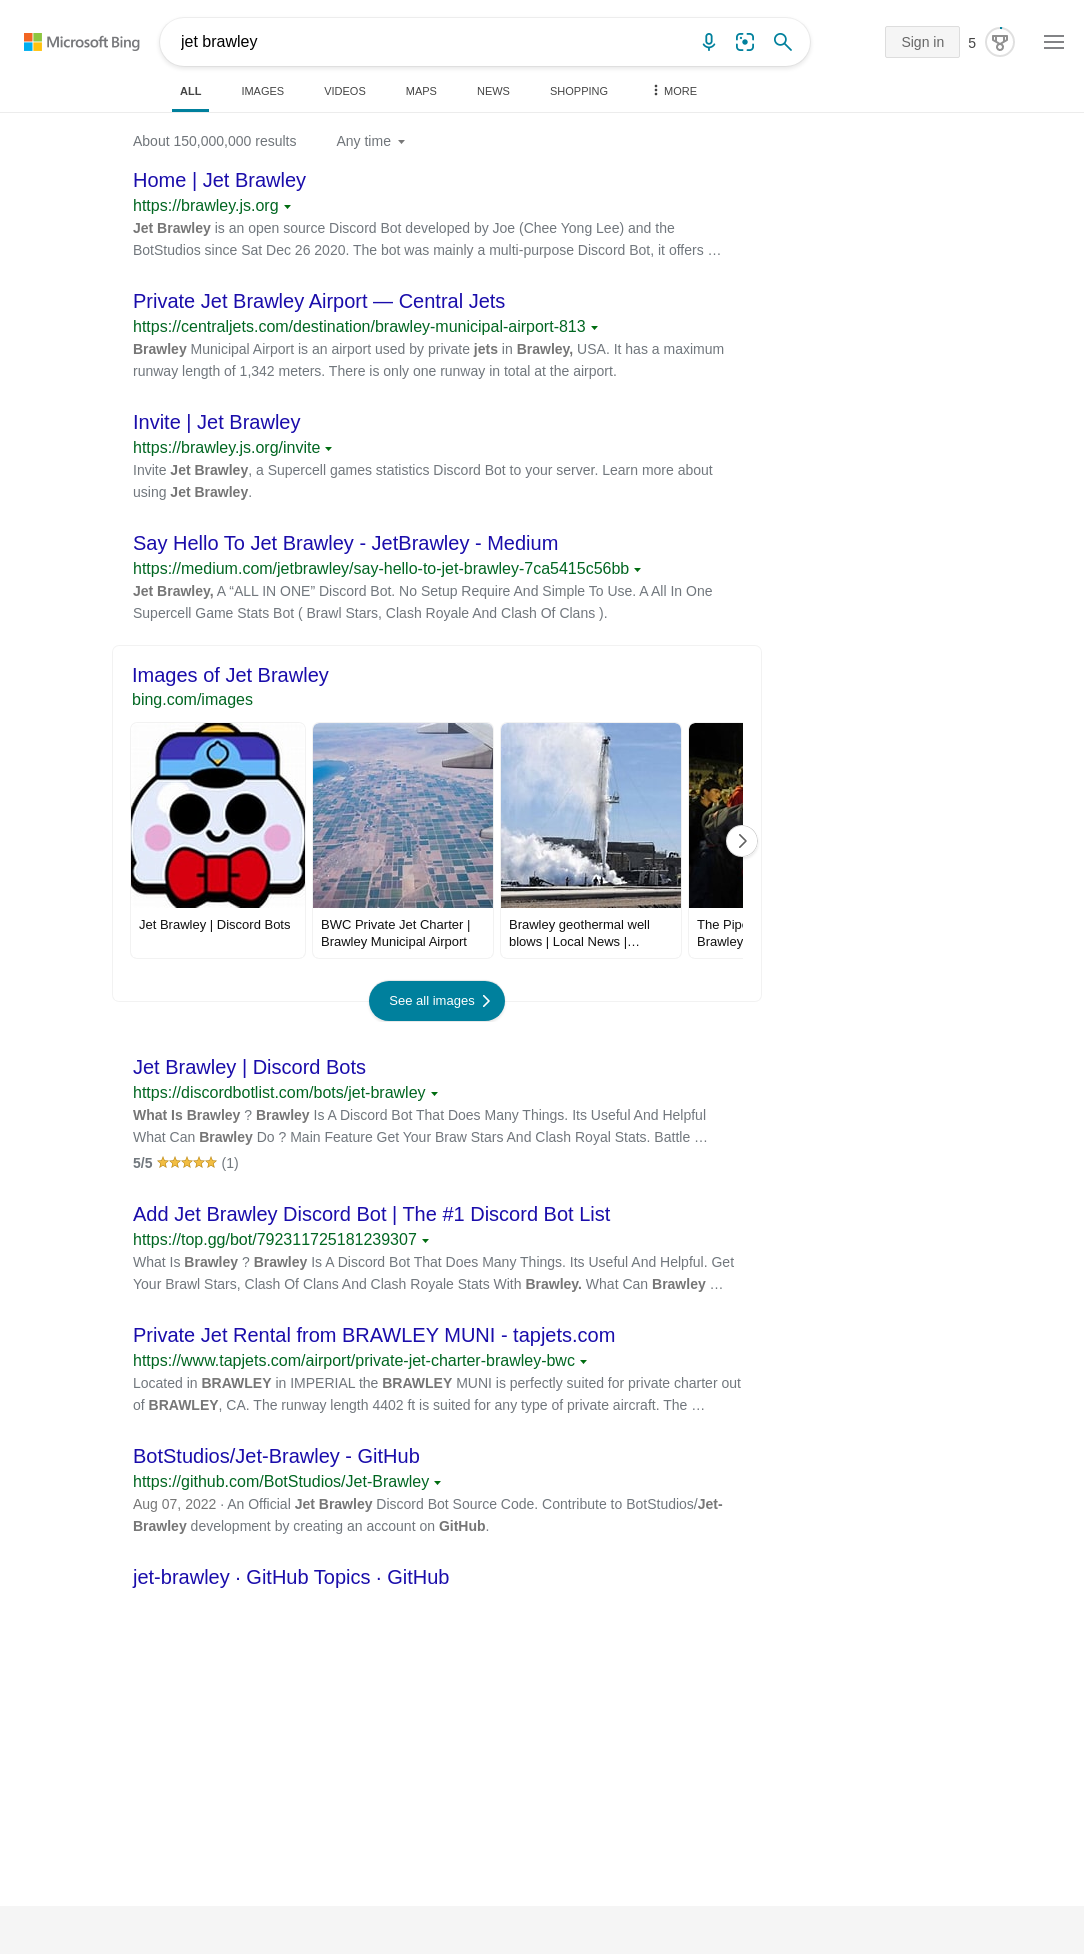 Microsoft Bing
jet brawley
Sign in
5
ALL
IMAGES
VIDEOS
MAPS
NEWS
SHOPPING
MORE
About 150,000,000 results
Any time
Home | Jet Brawley
https://brawley.js.org
Jet Brawley is an open source Discord Bot developed by Joe (Chee Yong Lee) and the
BotStudios since Sat Dec 26 2020. The bot was mainly a multi-purpose Discord Bot, it offers …
Private Jet Brawley Airport — Central Jets
https://centraljets.com/destination/brawley-municipal-airport-813
Brawley Municipal Airport is an airport used by private jets in Brawley, USA. It has a maximum
runway length of 1,342 meters. There is only one runway in total at the airport.
Invite | Jet Brawley
https://brawley.js.org/invite
Invite Jet Brawley, a Supercell games statistics Discord Bot to your server. Learn more about
using Jet Brawley.
Say Hello To Jet Brawley - JetBrawley - Medium
https://medium.com/jetbrawley/say-hello-to-jet-brawley-7ca5415c56bb
Jet Brawley, A “ALL IN ONE” Discord Bot. No Setup Require And Simple To Use. A All In One
Supercell Game Stats Bot ( Brawl Stars, Clash Royale And Clash Of Clans ).
Images of Jet Brawley
bing.com/images
Jet Brawley | Discord Bots
BWC Private Jet Charter |
Brawley Municipal Airport
Brawley geothermal well
blows | Local News |…
The Pip
Brawley
See all images
Jet Brawley | Discord Bots
https://discordbotlist.com/bots/jet-brawley
What Is Brawley ? Brawley Is A Discord Bot That Does Many Things. Its Useful And Helpful
What Can Brawley Do ? Main Feature Get Your Braw Stars And Clash Royal Stats. Battle …
5/5 (1)
Add Jet Brawley Discord Bot | The #1 Discord Bot List
https://top.gg/bot/792311725181239307
What Is Brawley ? Brawley Is A Discord Bot That Does Many Things. Its Useful And Helpful. Get
Your Brawl Stars, Clash Of Clans And Clash Royale Stats With Brawley. What Can Brawley …
Private Jet Rental from BRAWLEY MUNI - tapjets.com
https://www.tapjets.com/airport/private-jet-charter-brawley-bwc
Located in BRAWLEY in IMPERIAL the BRAWLEY MUNI is perfectly suited for private charter out
of BRAWLEY, CA. The runway length 4402 ft is suited for any type of private aircraft. The …
BotStudios/Jet-Brawley - GitHub
https://github.com/BotStudios/Jet-Brawley
Aug 07, 2022 · An Official Jet Brawley Discord Bot Source Code. Contribute to BotStudios/Jet-
Brawley development by creating an account on GitHub.
jet-brawley · GitHub Topics · GitHub